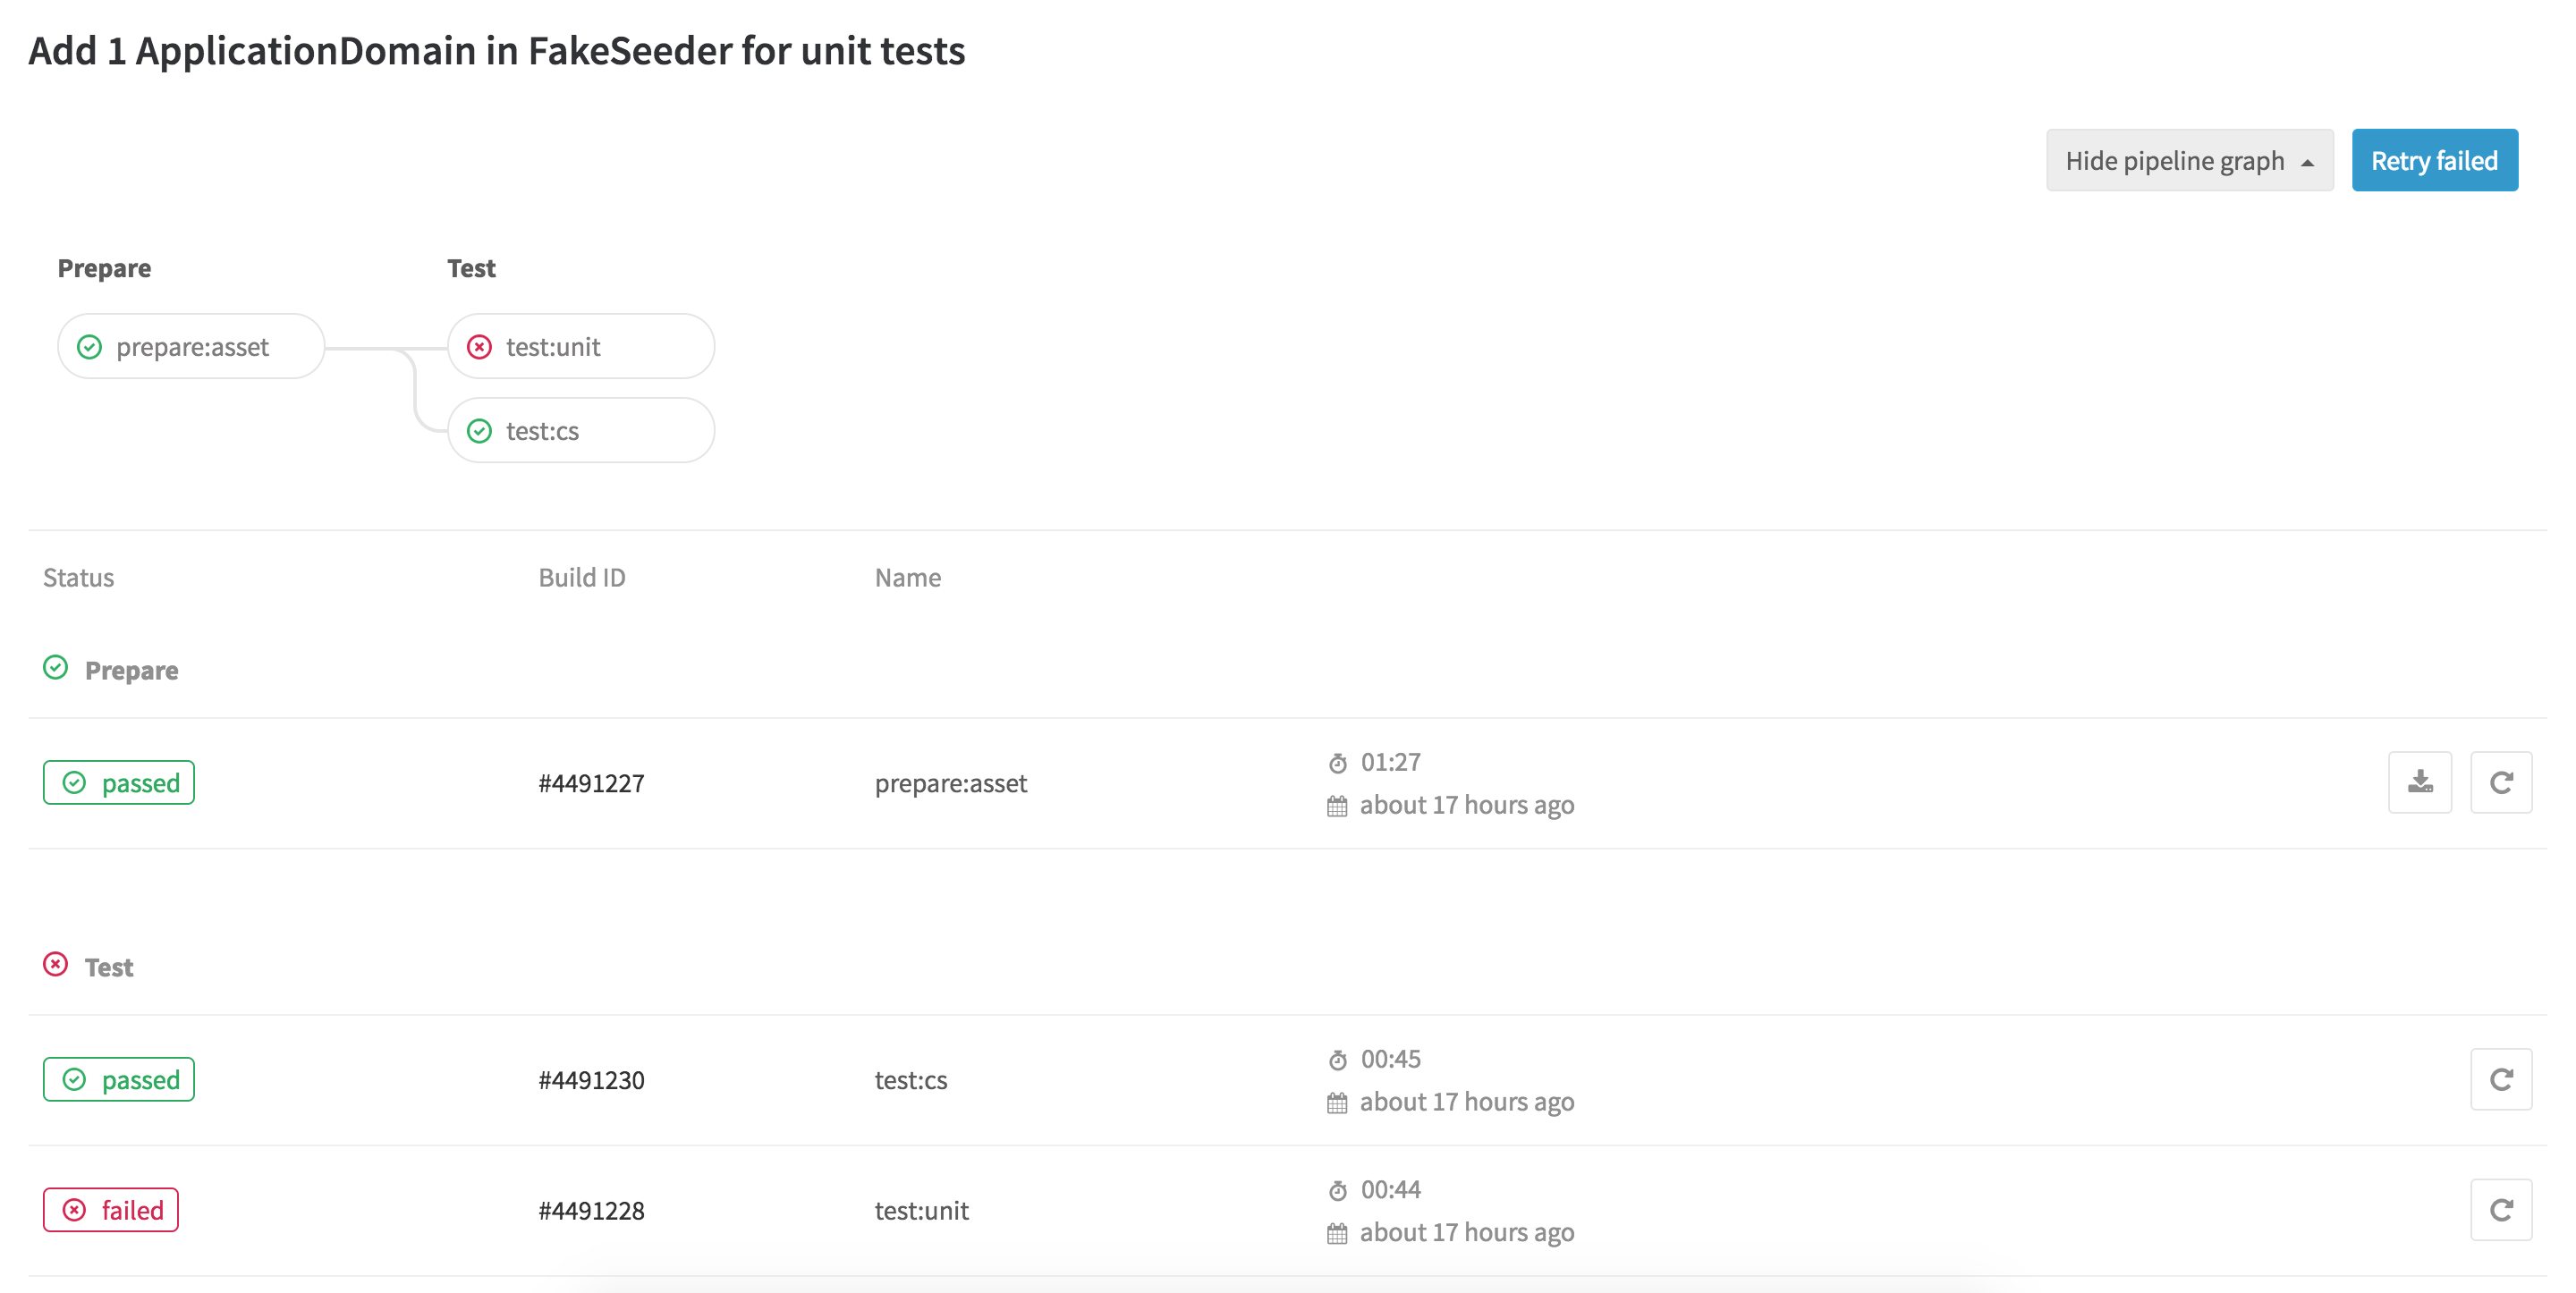 Add 1 ApplicationDomain in FakeSeeder for unit tests
Hide pipeline graph
Retry failed
Prepare
Test
prepare:asset
test:unit
test:cs
Status
Build ID
Name
Prepare
passed
#4491227
prepare:asset
01:27
about 17 hours ago
Test
passed
#4491230
test:cs
00:45
about 17 hours ago
failed
#4491228
test:unit
00:44
about 17 hours ago